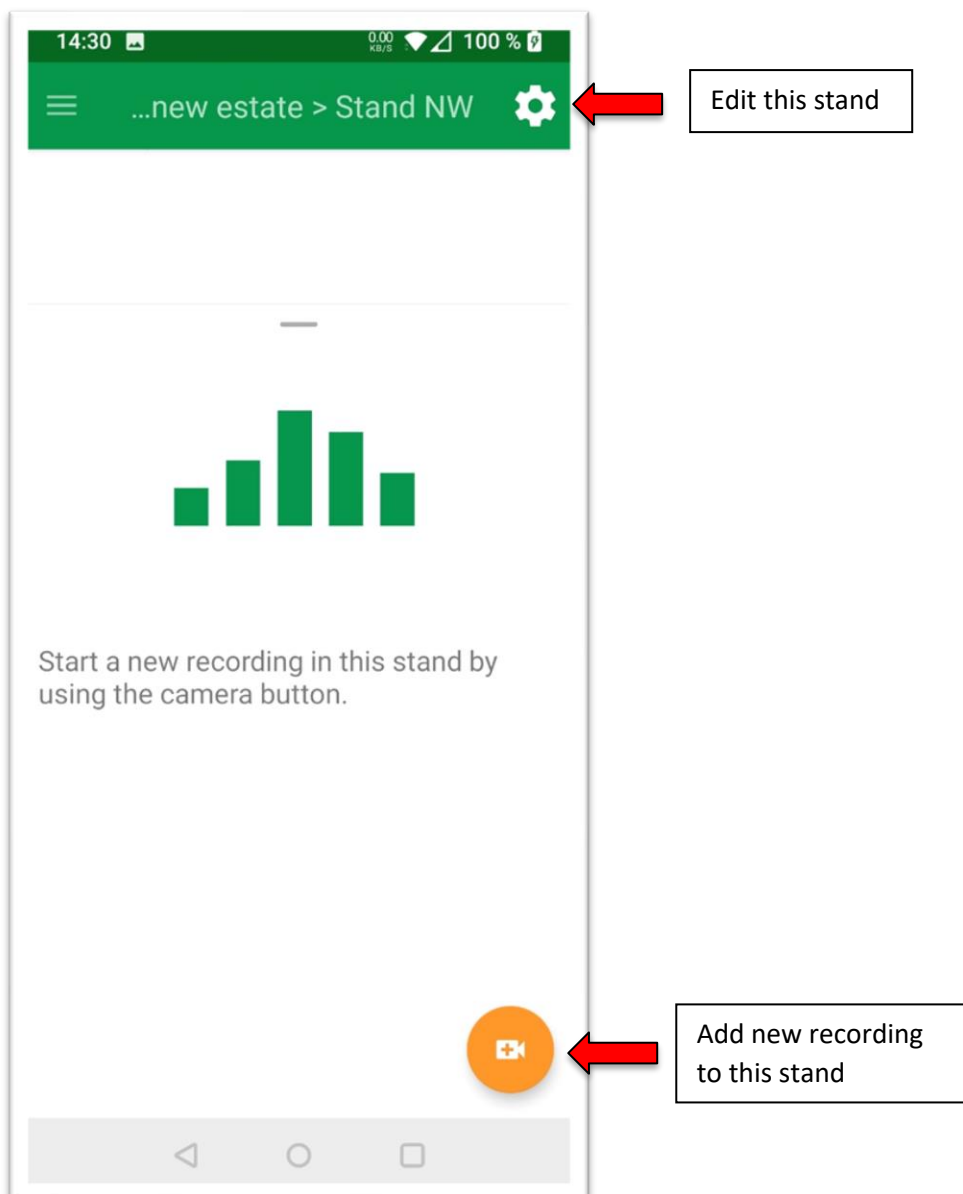 14:30 0.00 KB/S 100 %
...new estate > Stand NW
Edit this stand
Start a new recording in this stand by
using the camera button.
Add new recording
to this stand